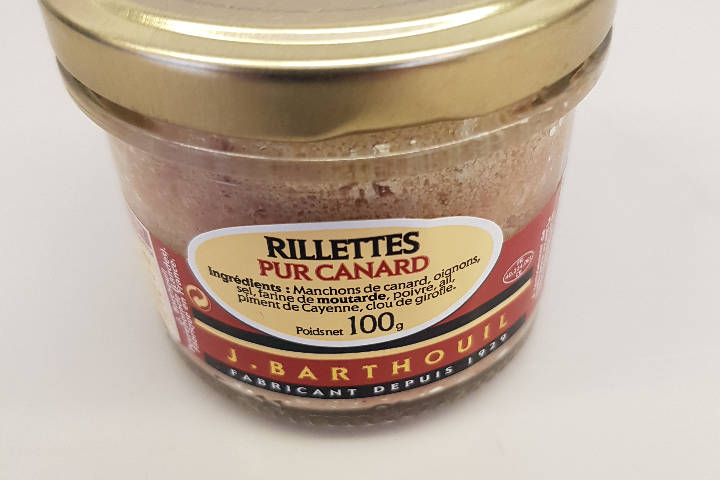 RILLETTES
PUR CANARD
Ingrédients : Manchons de canard, oignons,
sel, farine de moutarde, poivre, ail,
piment de Cayenne, clou de girofle.
Poids net 100g
J. BARTHOUIL
FABRICANT DEPUIS 1929